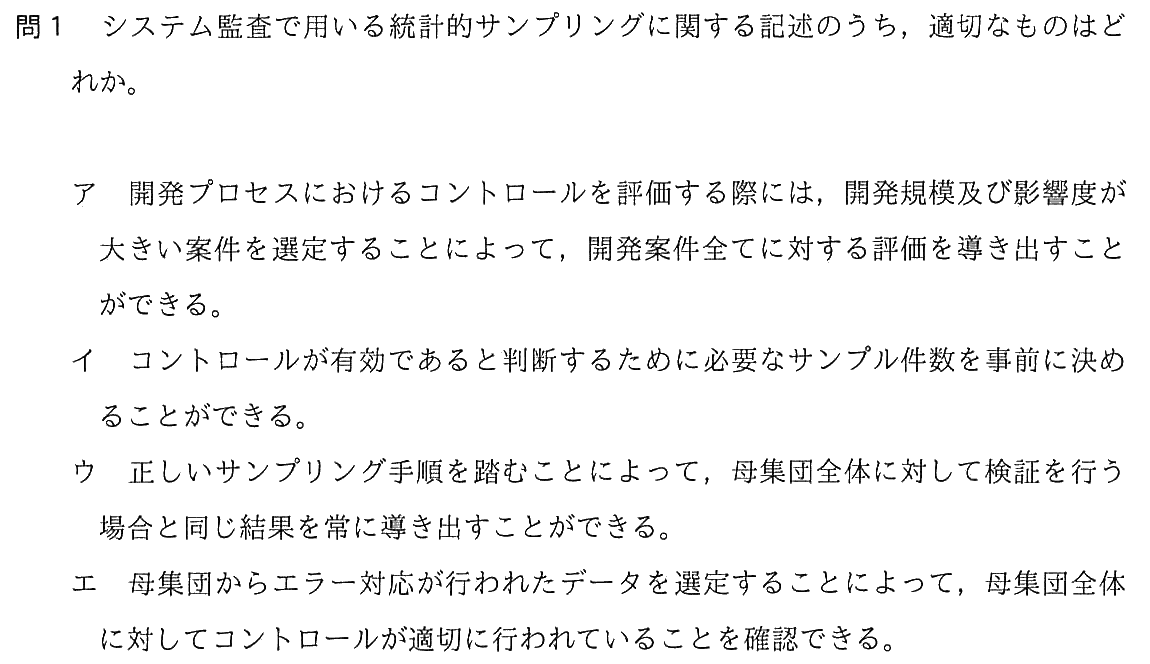 問1 システム監査で用いる統計的サンプリングに関する記述のうち，適切なものはど
れか。
ア 開発プロセスにおけるコントロールを評価する際には，開発規模及び影響度が
大きい案件を選定することによって，開発案件全てに対する評価を導き出すこと
ができる。
イ コントロールが有効であると判断するために必要なサンプル件数を事前に決め
ることができる。
ウ 正しいサンプリング手順を踏むことによって，母集団全体に対して検証を行う
場合と同じ結果を常に導き出すことができる。
エ 母集団からエラー対応が行われたデータを選定することによって，母集団全体
に対してコントロールが適切に行われていることを確認できる。